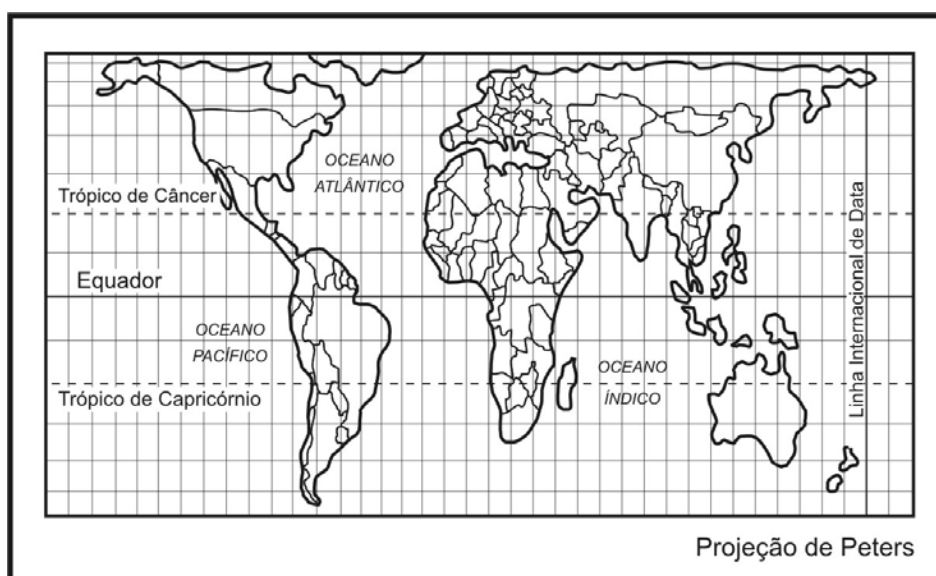 OCEANO
ATLÂNTICO
Trópico de Câncer
Equador
OCEANO
PACÍFICO
Trópico de Capricórnio
OCEANO
ÍNDICO
Linha Internacional de Data
Projeção de Peters